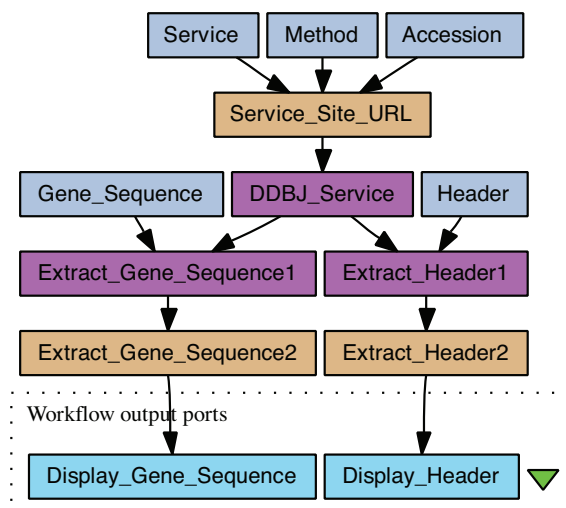 Service
Method
Accession
Service_Site_URL
Gene_Sequence
DDBJ_Service
Header
Extract_Gene_Sequence1
Extract_Header1
Extract_Gene_Sequence2
Extract_Header2
Workflow output ports
Display_Gene_Sequence
Display_Header